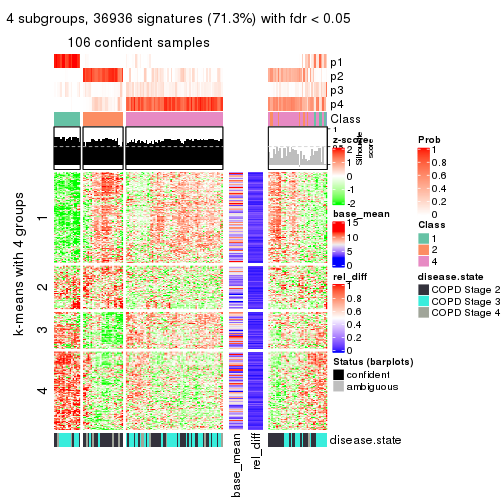 4 subgroups, 36936 signatures (71.3%) with fdr < 0.05
106 confident samples
p1
p2
p3
p4
Class
1
Silhouette score
z-score
2
1
0
-1
-2
base_mean
15
10
5
0
rel_diff
1
0.8
0.6
0.4
0.2
0
Status (barplots)
confident
ambiguous
Prob
1
0.8
0.6
0.4
0.2
0
Class
1
2
4
disease.state
COPD Stage 2
COPD Stage 3
COPD Stage 4
k-means with 4 groups
1
2
3
4
disease.state
base_mean
rel_diff